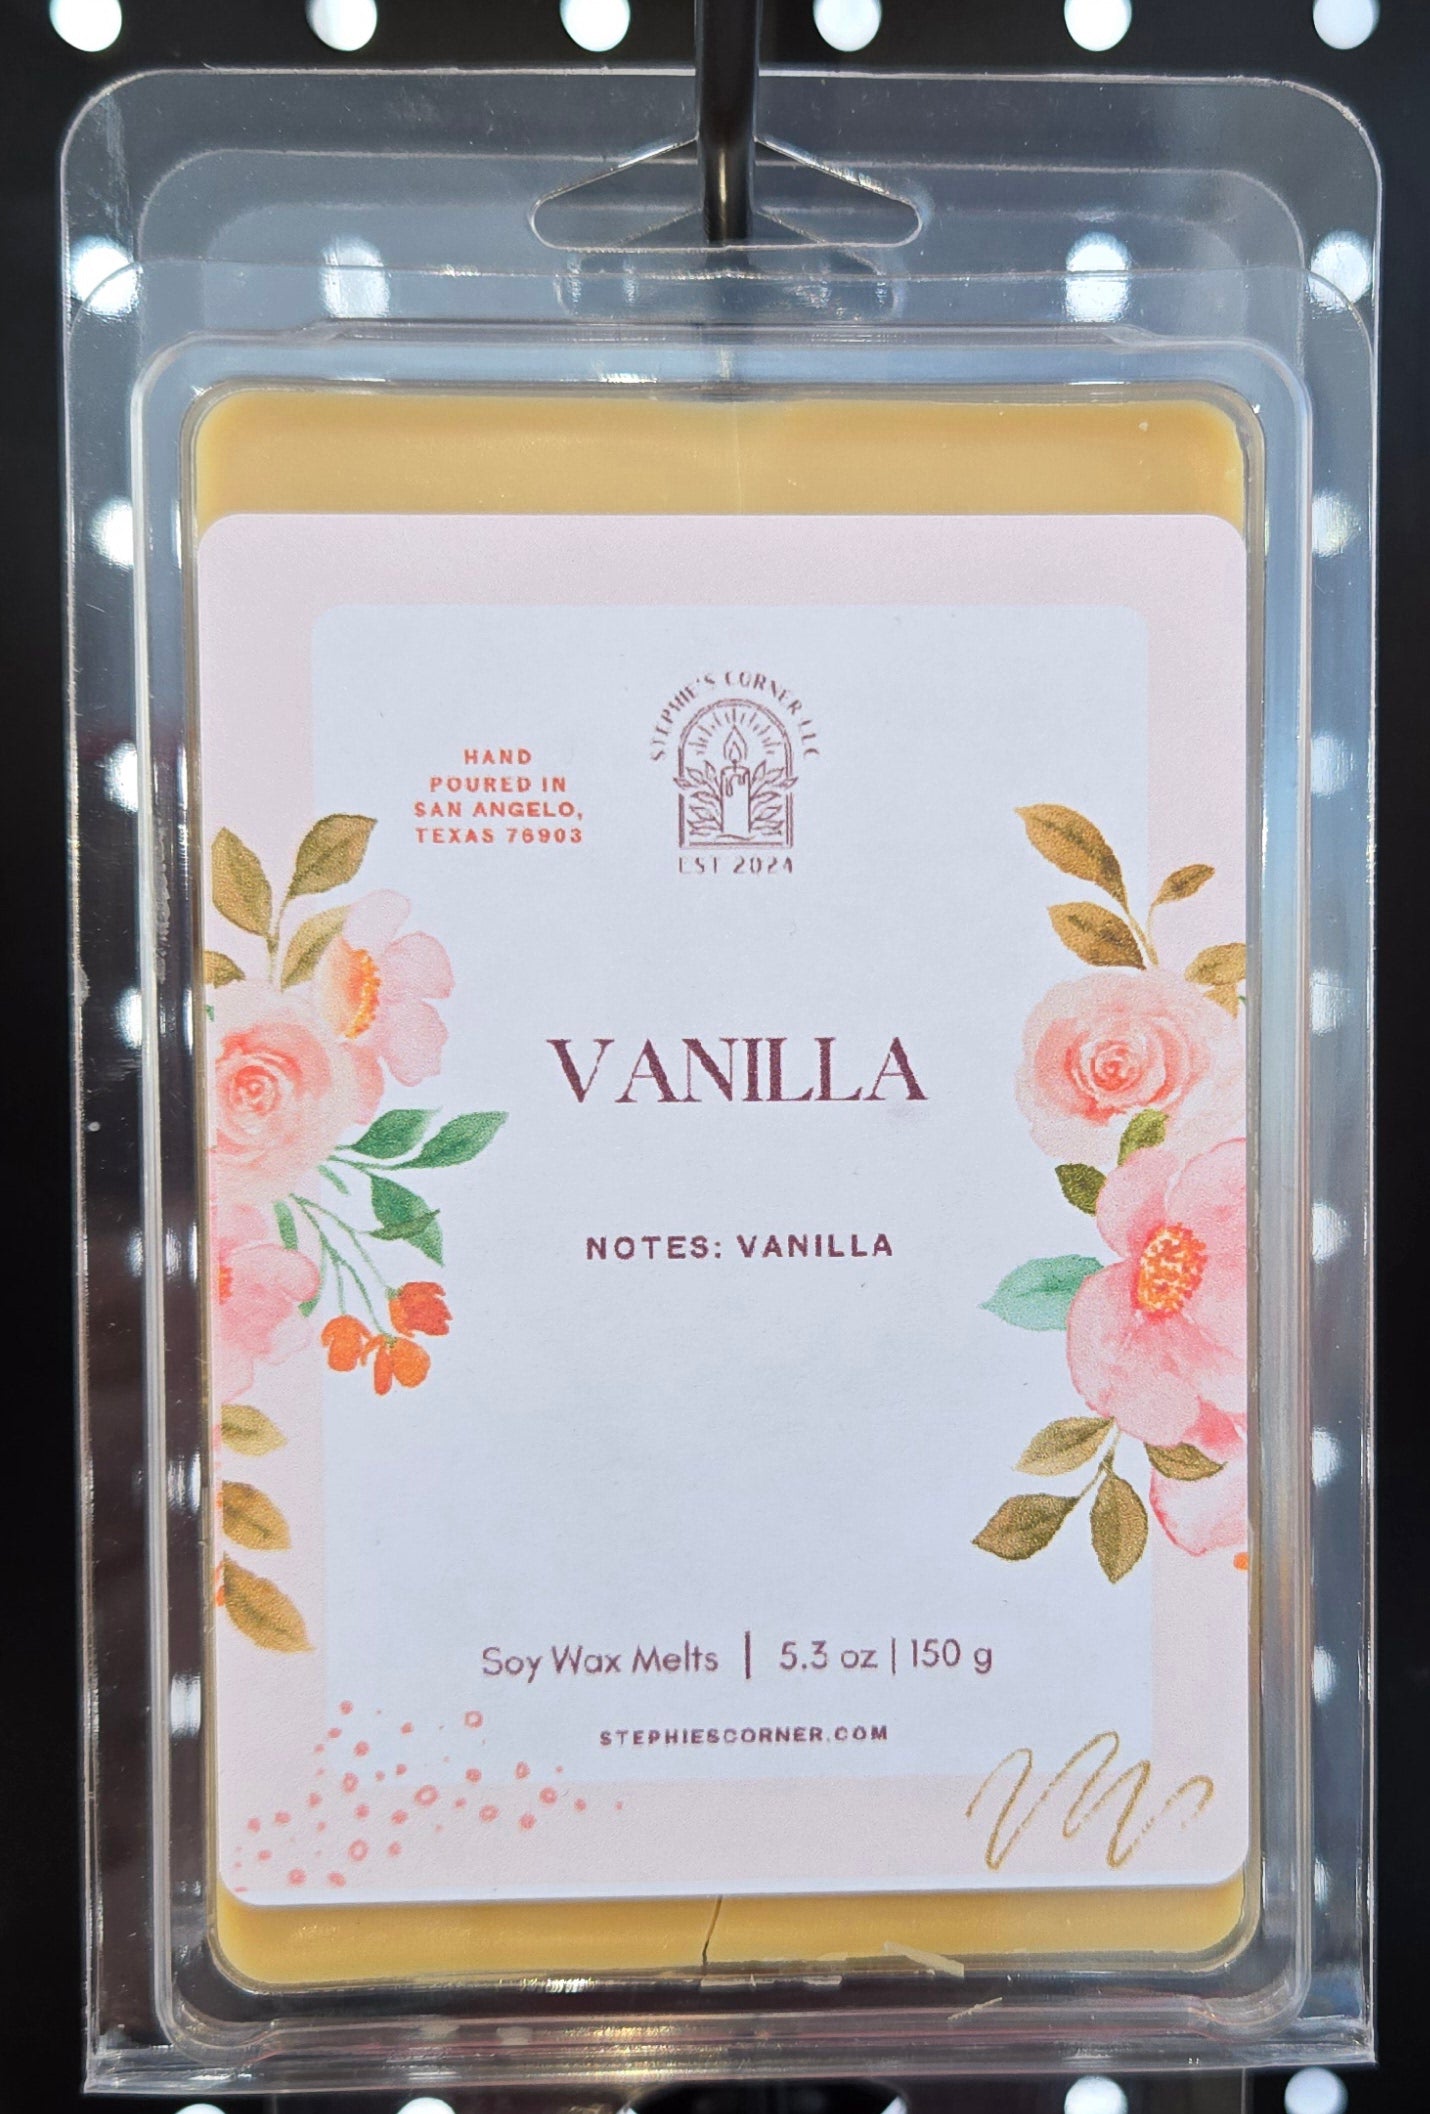 STEPHIE'S CORNER LLC
EST 2024
HAND
POURED IN
SAN ANGELO,
TEXAS 76903
VANILLA
NOTES: VANILLA
Soy Wax Melts | 5.3 oz | 150 g
STEPHIESCORNER.COM